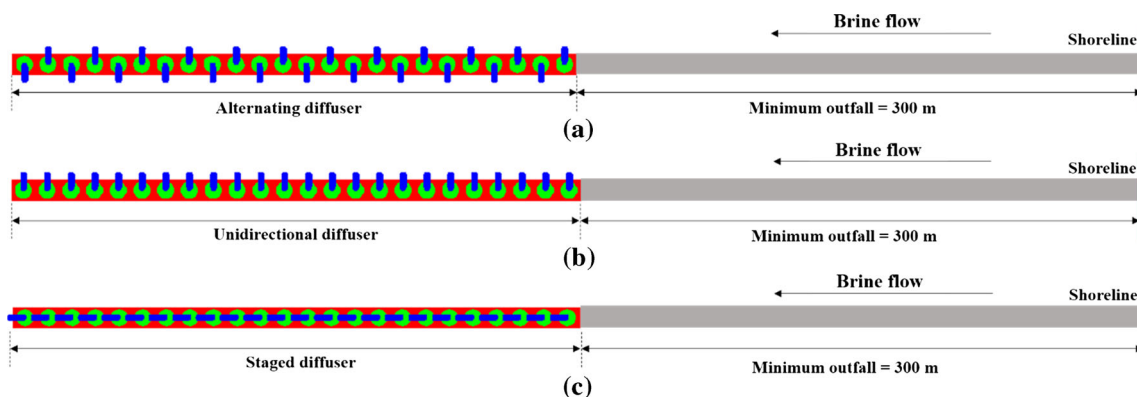 Brine flow
Shoreline
Alternating diffuser
Minimum outfall = 300 m
(a)
Brine flow
Shoreline
Unidirectional diffuser
Minimum outfall = 300 m
(b)
Brine flow
Shoreline
Staged diffuser
Minimum outfall = 300 m
(c)